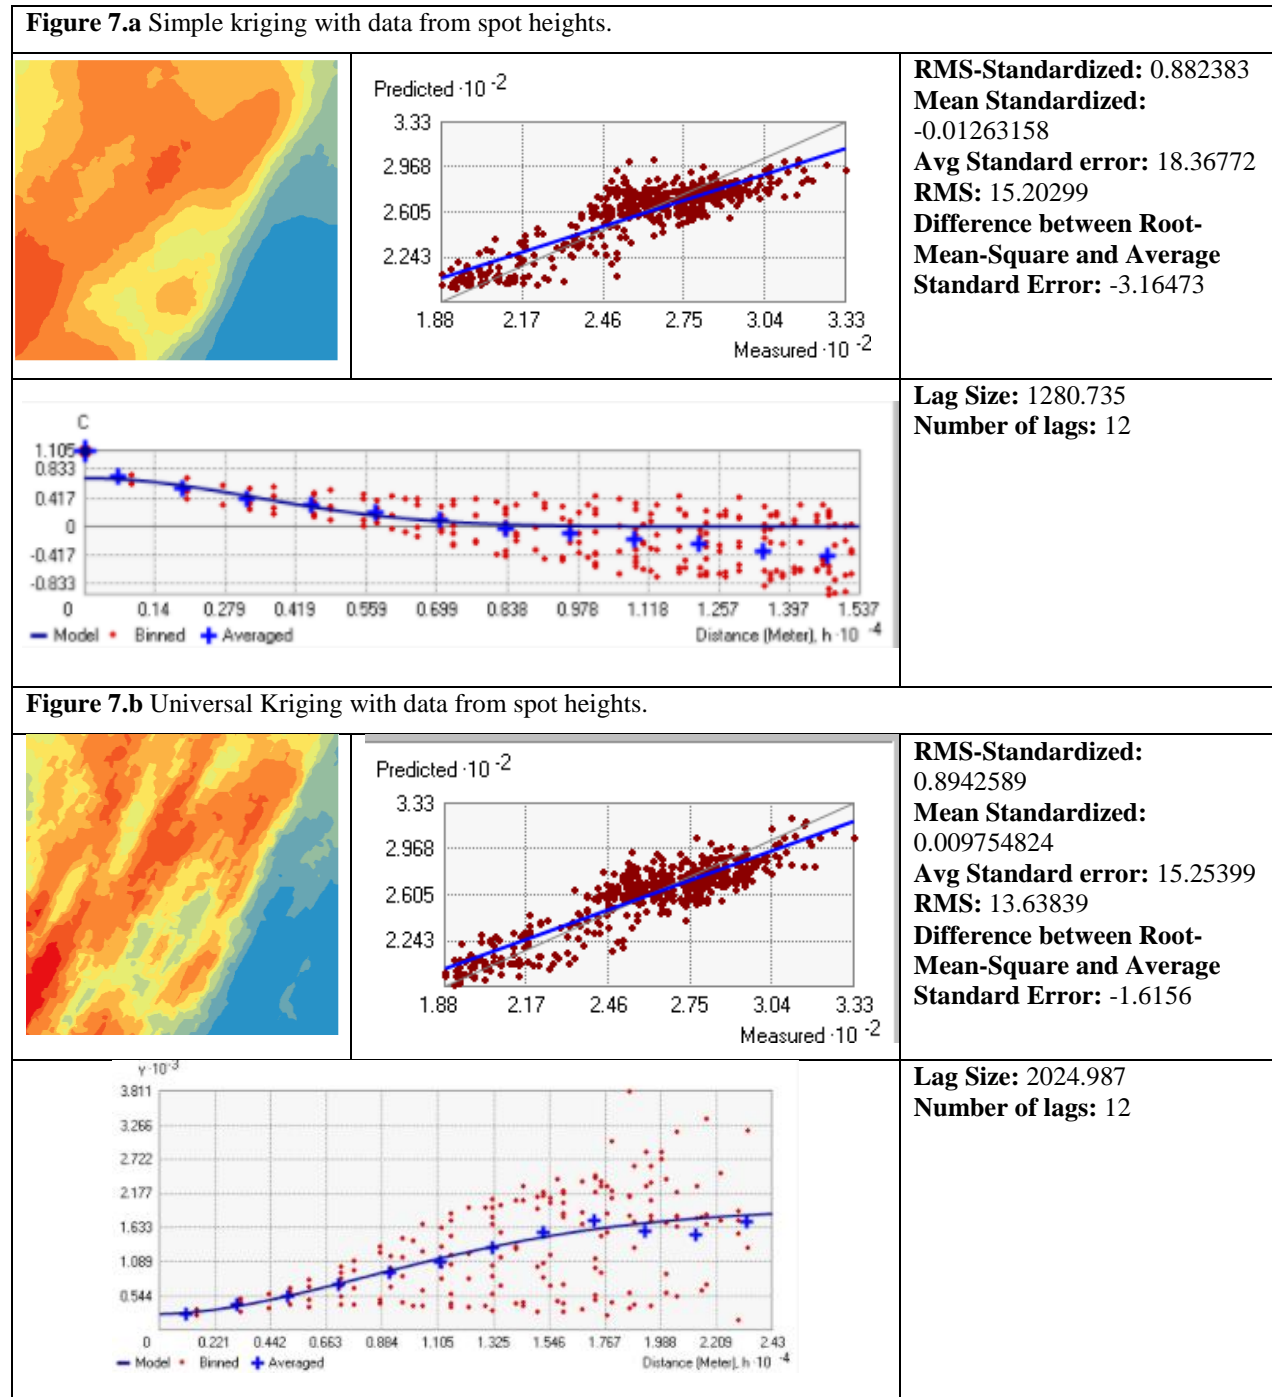 Figure 7.a Simple kriging with data from spot heights.
Predicted ·10 -2
3.33
2.968
2.605
2.243
1.88 2.17 2.46 2.75 3.04 3.33
Measured ·10 -2
RMS-Standardized: 0.882383
Mean Standardized:
-0.01263158
Avg Standard error: 18.36772
RMS: 15.20299
Difference between Root-
Mean-Square and Average
Standard Error: -3.16473
C
1.105
0.833
0.417
0
-0.417
-0.833
0 0.14 0.279 0.419 0.559 0.699 0.838 0.978 1.118 1.257 1.397 1.537
Model Binned Averaged Distance (Meter), h ·10 -4
Lag Size: 1280.735
Number of lags: 12
Figure 7.b Universal Kriging with data from spot heights.
Predicted ·10 -2
3.33
2.968
2.605
2.243
1.88 2.17 2.46 2.75 3.04 3.33
Measured ·10 -2
RMS-Standardized:
0.8942589
Mean Standardized:
0.009754824
Avg Standard error: 15.25399
RMS: 13.63839
Difference between Root-
Mean-Square and Average
Standard Error: -1.6156
γ·10-3
3.811
3.266
2.722
2.177
1.633
1.089
0.544
0 0.221 0.442 0.663 0.884 1.105 1.325 1.546 1.767 1.988 2.209 2.43
Model Binned Averaged Distance (Meter), h ·10 -4
Lag Size: 2024.987
Number of lags: 12